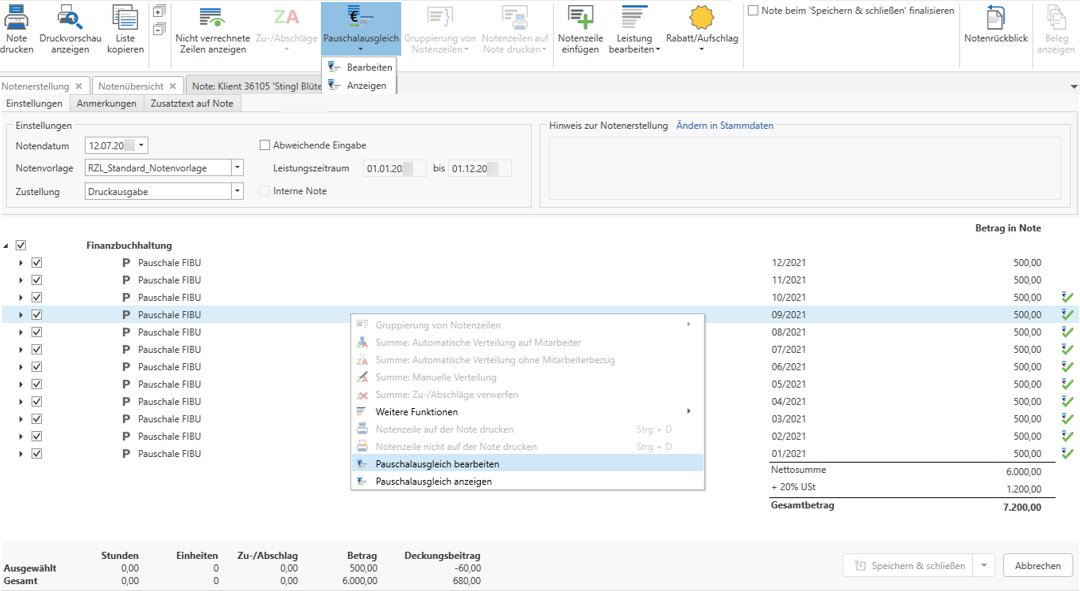 Note drucken
Druckvorschau anzeigen
Liste kopieren
Nicht verrechnete Zeilen anzeigen
Zu-/Abschläge
Pauschalausgleich
Gruppierung von Notenzeilen
Notenzeilen auf Note drucken
Notenzeile einfügen
Leistung bearbeiten
Rabatt/Aufschlag
Note beim 'Speichern & schließen' finalisieren
Notenrückblick
Beleg anzeigen
Bearbeiten
Anzeigen
Notenerstellung
Notenübersicht
Note: Klient 36105 'Stingl Blüte
Einstellungen Anmerkungen Zusatztext auf Note
Einstellungen
Hinweis zur Notenerstellung Ändern in Stammdaten
Notendatum 12.07.20
Abweichende Eingabe
Notenvorlage RZL_Standard_Notenvorlage
Leistungszeitraum 01.01.20 bis 01.12.20
Zustellung Druckausgabe
Interne Note
Betrag in Note
Finanzbuchhaltung
P Pauschale FIBU 12/2021 500,00
P Pauschale FIBU 11/2021 500,00
P Pauschale FIBU 10/2021 500,00
P Pauschale FIBU 09/2021 500,00
P Pauschale FIBU 08/2021 500,00
P Pauschale FIBU 07/2021 500,00
P Pauschale FIBU 06/2021 500,00
P Pauschale FIBU 05/2021 500,00
P Pauschale FIBU 04/2021 500,00
P Pauschale FIBU 03/2021 500,00
P Pauschale FIBU 02/2021 500,00
P Pauschale FIBU 01/2021 500,00
Gruppierung von Notenzeilen
Summe: Automatische Verteilung auf Mitarbeiter
Summe: Automatische Verteilung ohne Mitarbeiterbezug
Summe: Manuelle Verteilung
Summe: Zu-/Abschläge verwerfen
Weitere Funktionen
Notenzeile auf der Note drucken Strg + D
Notenzeile nicht auf der Note drucken Strg + D
Pauschalausgleich bearbeiten
Pauschalausgleich anzeigen
Nettosumme 6.000,00
+ 20% USt 1.200,00
Gesamtbetrag 7.200,00
Stunden Einheiten Zu-/Abschlag Betrag Deckungsbeitrag
Ausgewählt 0,00 0 0,00 500,00 -60,00
Gesamt 0,00 0 0,00 6.000,00 680,00
Speichern & schließen
Abbrechen